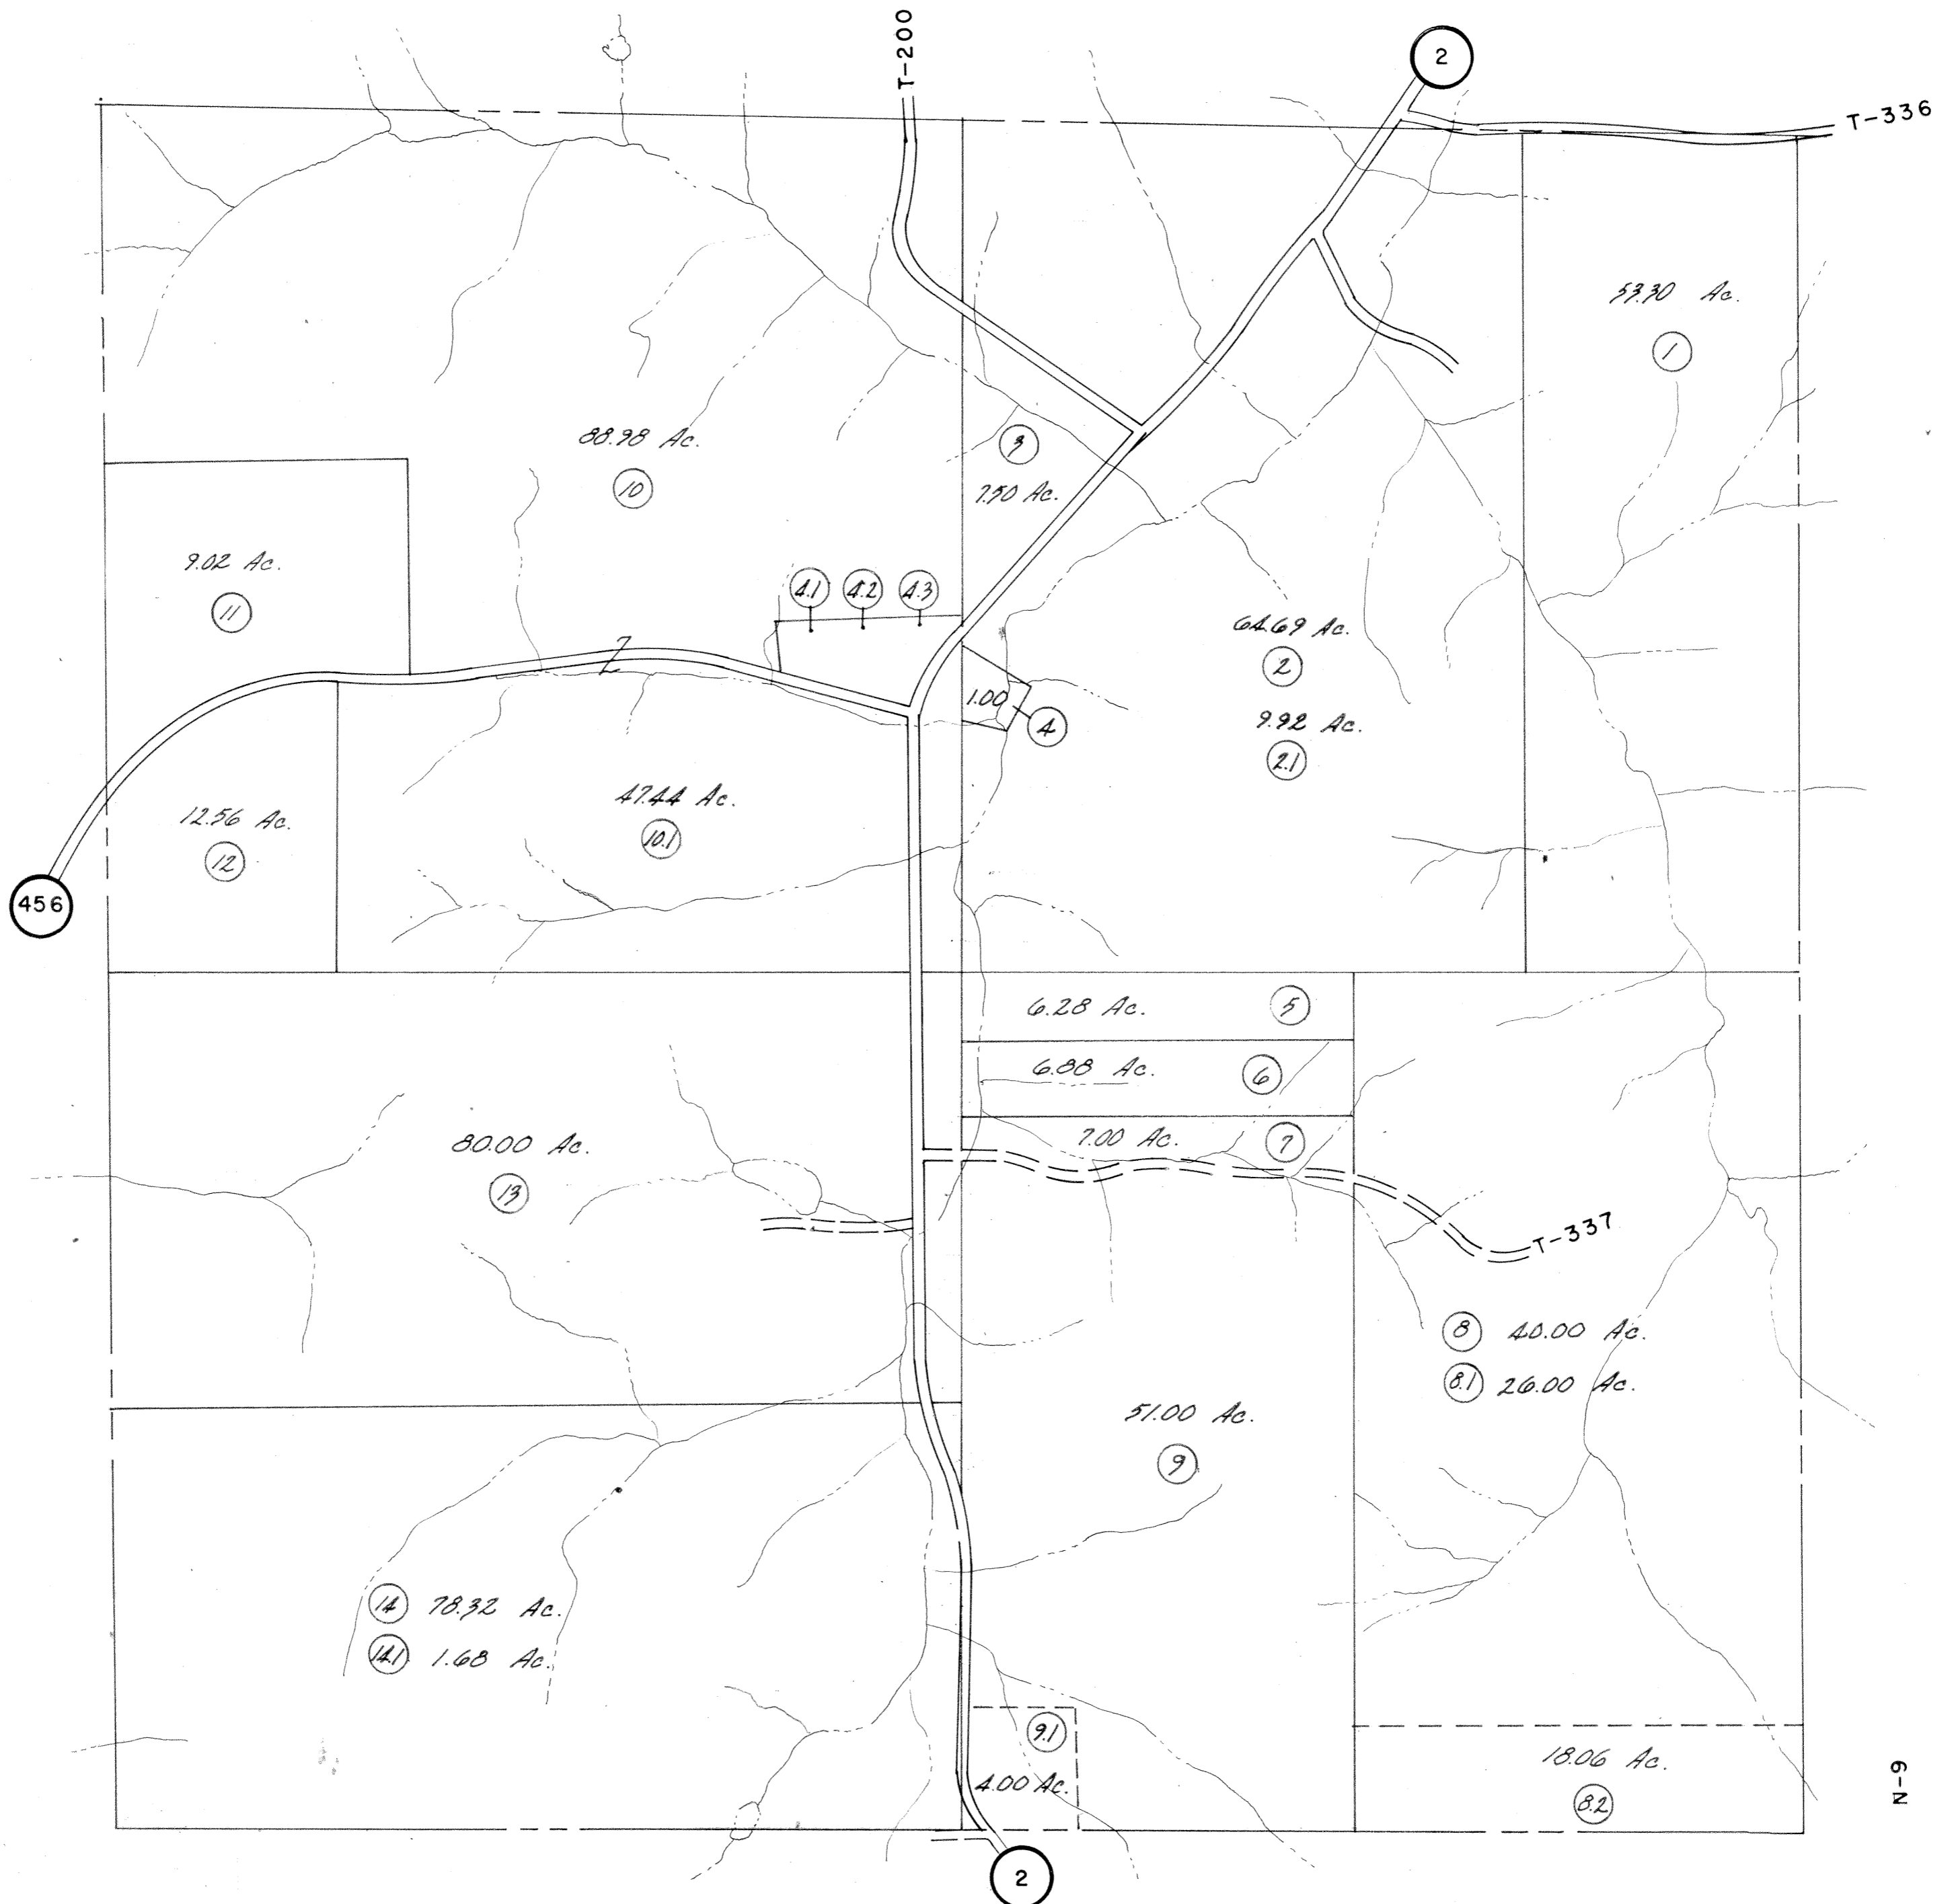 T-200
2
T-336
53.30 Ac.
1
88.98 Ac.
10
3
7.50 Ac.
9.02 Ac.
11
4.1 4.2 4.3
64.69 Ac.
2
9.92 Ac.
2.1
1.00
4
12.56 Ac.
12
47.44 Ac.
10.1
456
6.28 Ac. 5
6.88 Ac. 6
7.00 Ac. 7
80.00 Ac.
13
T-337
8 40.00 Ac.
8.1 26.00 Ac.
51.00 Ac.
9
14 78.32 Ac.
14.1 1.68 Ac.
9.1
4.00 Ac.
18.06 Ac.
8.2
N-9
2